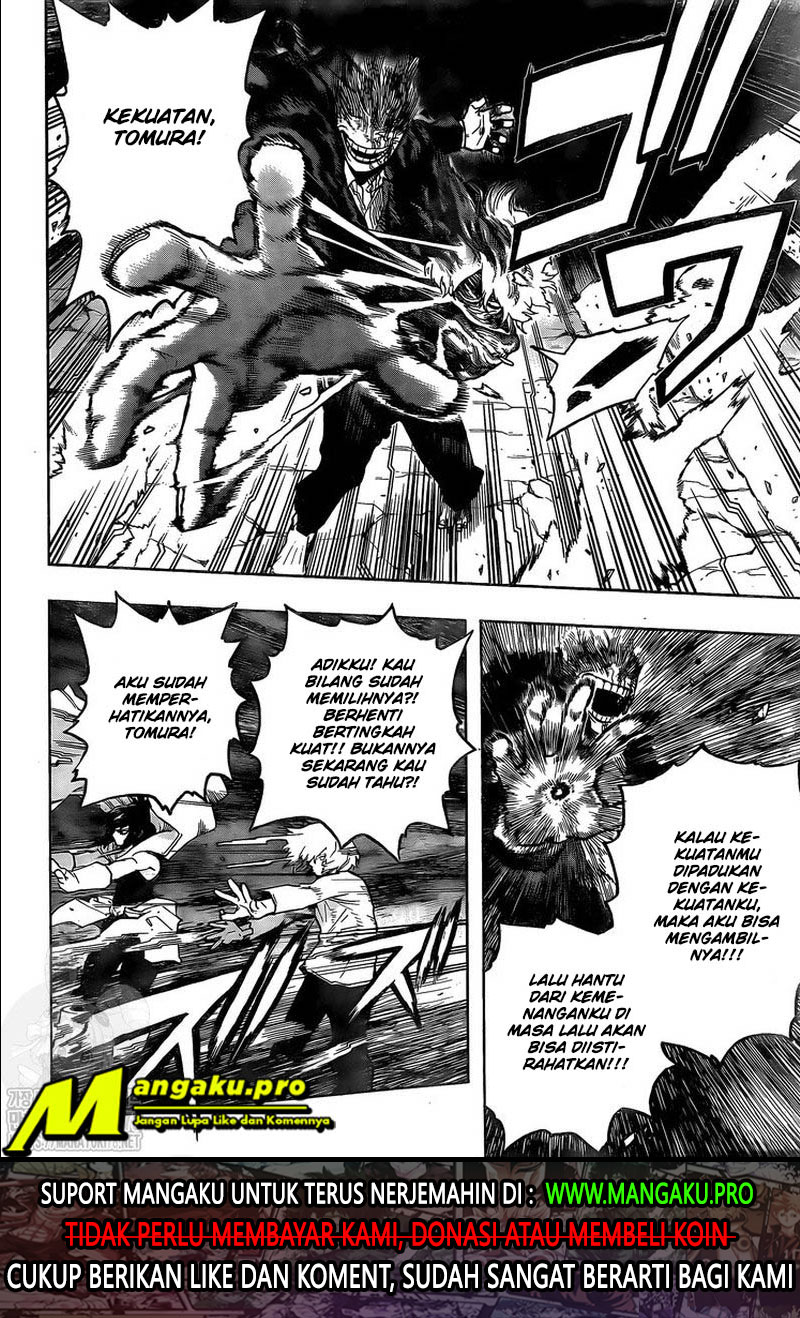 KEKUATAN,
TOMURA!
ゴ
ワ
ADIKKU! KAU
BILANG SUDAH
MEMILIHNYA?!
BERHENTI
BERTINGKAH
KUAT!! BUKANNYA
SEKARANG KAU
SUDAH TAHU?!
AKU SUDAH
MEMPER-
HATIKANNYA,
TOMURA!
KALAU KE-
KUATANMU
DIPADUKAN
DENGAN KE-
KUATANKU,
MAKA AKU BISA
MENGAMBIL-
NYA!!!
LALU HANTU
DARI KEME-
NANGANKU DI
MASA LALU AKAN
BISA DIISTI-
RAHATKAN!!!
ズズ
Mangaku.pro
Jangan Lupa Like dan Komennya
SUPORT MANGAKU UNTUK TERUS NERJEMAHIN DI : WWW.MANGAKU.PRO
TIDAK PERLU MEMBAYAR KAMI, DONASI ATAU MEMBELI KOIN
CUKUP BERIKAN LIKE DAN KOMENT, SUDAH SANGAT BERARTI BAGI KAMI